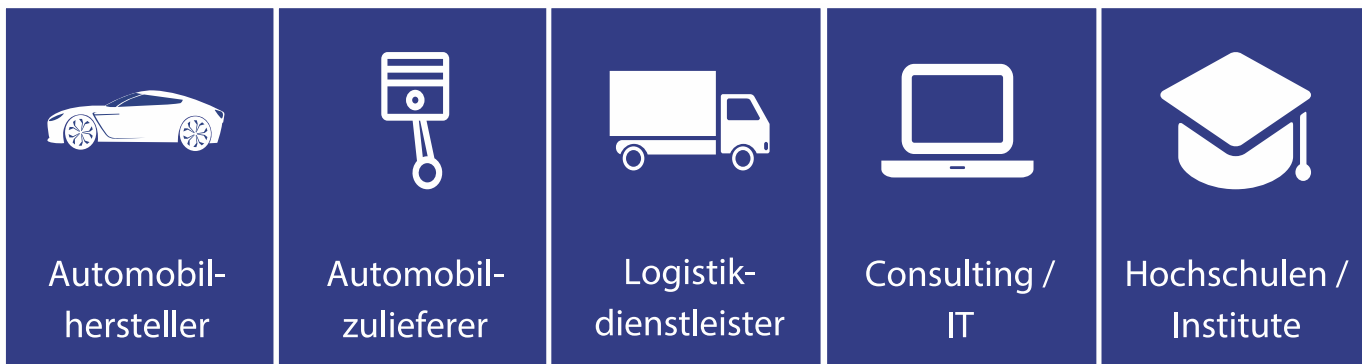 Automobil-
hersteller
Automobil-
zulieferer
Logistik-
dienstleister
Consulting /
IT
Hochschulen /
Institute